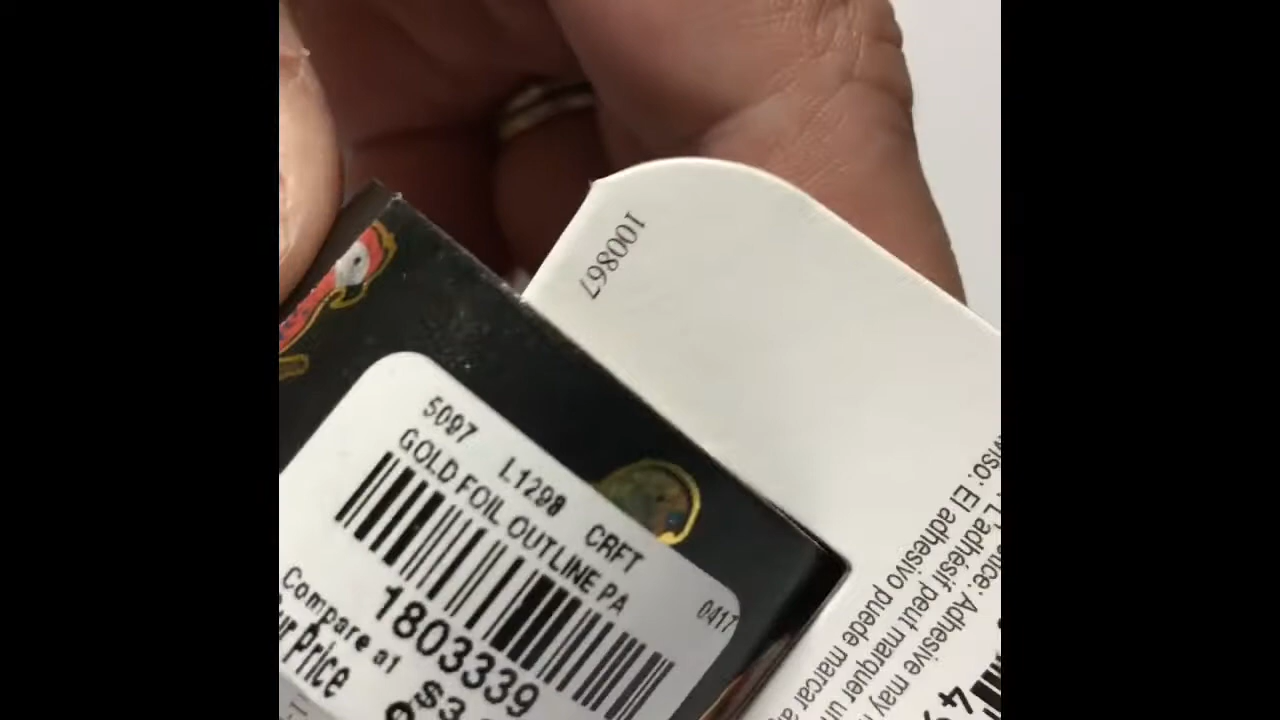 100867
5097 L1298 CRFT
GOLD FOIL OUTLINE PA
0417
1803339
Compare at $3.
Price
El adhesivo puede marcar
L'adhésif peut marquer
Adhesive may